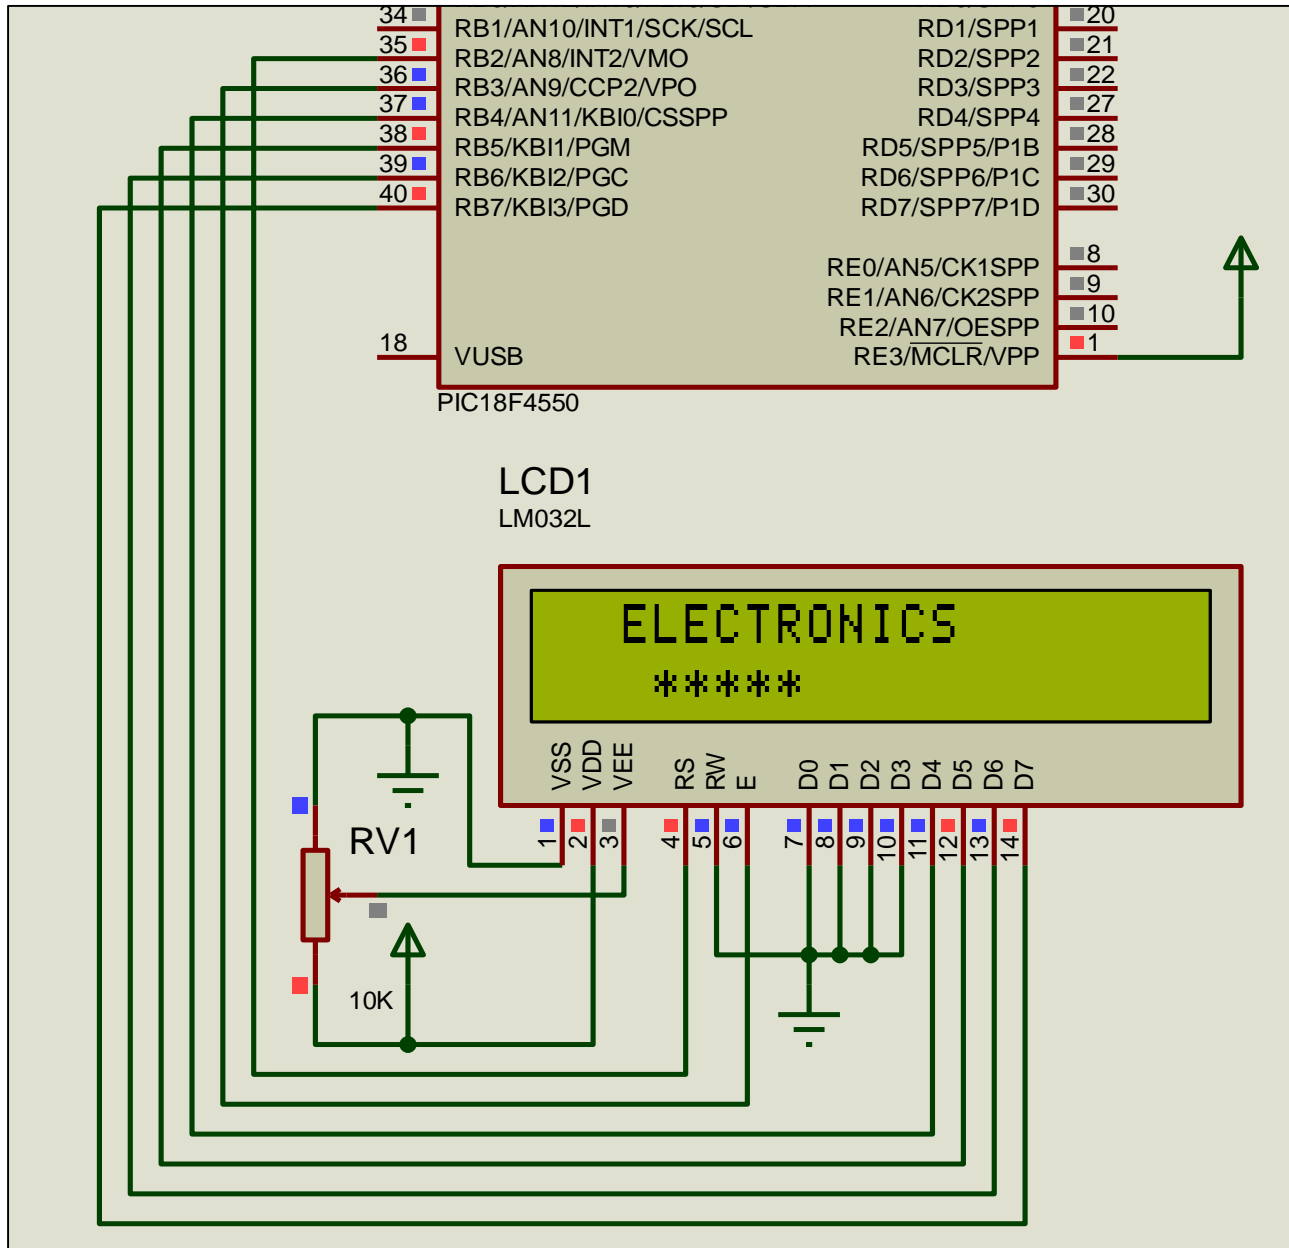 34
RB1/AN10/INT1/SCK/SCL
35
RB2/AN8/INT2/VMO
36
RB3/AN9/CCP2/VPO
37
RB4/AN11/KBI0/CSSPP
38
RB5/KBI1/PGM
39
RB6/KBI2/PGC
40
RB7/KBI3/PGD
18
VUSB
RD1/SPP1
20
RD2/SPP2
21
RD3/SPP3
22
RD4/SPP4
27
RD5/SPP5/P1B
28
RD6/SPP6/P1C
29
RD7/SPP7/P1D
30
RE0/AN5/CK1SPP
8
RE1/AN6/CK2SPP
9
RE2/AN7/OESPP
10
RE3/MCLR/VPP
1
PIC18F4550
LCD1
LM032L
ELECTRONICS
*****
VSS
VDD
VEE
RS
RW
E
D0
D1
D2
D3
D4
D5
D6
D7
1
2
3
4
5
6
7
8
9
10
11
12
13
14
RV1
10K